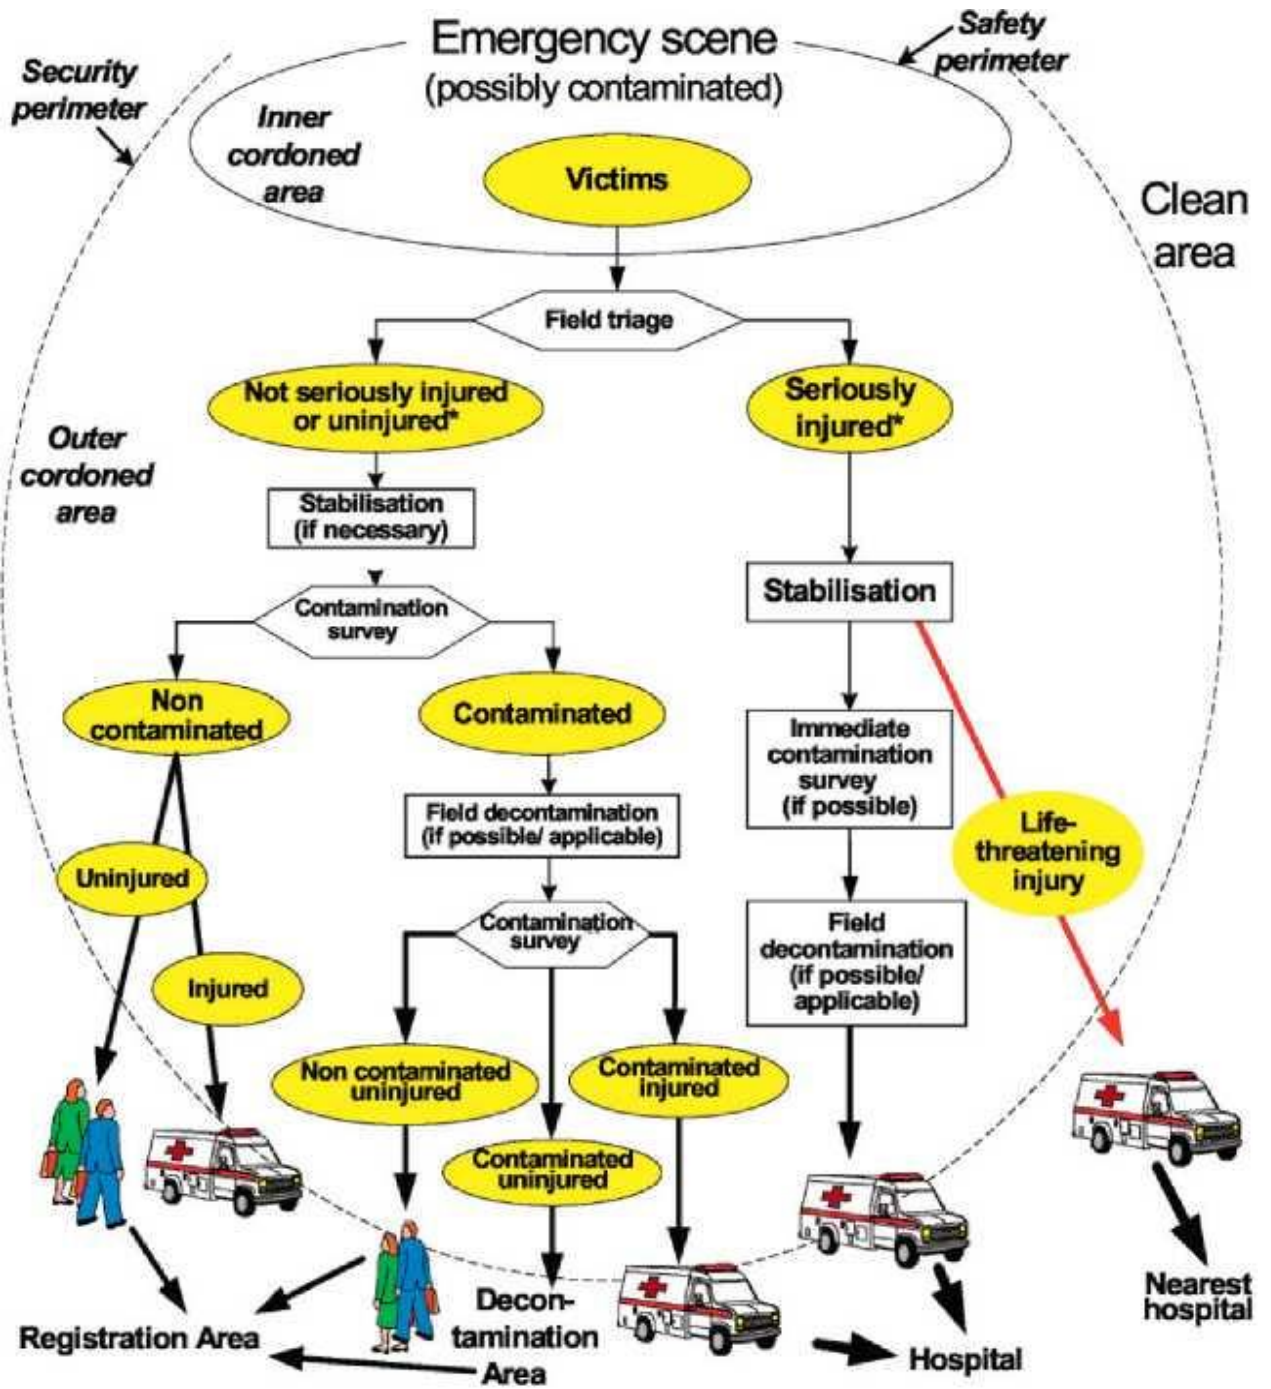 Emergency scene
(possibly contaminated)
Safety
perimeter
Security
perimeter
Inner
cordoned
area
Victims
Clean
area
Field triage
Not seriously injured
or uninjured*
Seriously
injured*
Outer
cordoned
area
Stabilisation
(if necessary)
Stabilisation
Contamination
survey
Non
contaminated
Contaminated
Immediate
contamination
survey
(if possible)
Field decontamination
(if possible/ applicable)
Life-
threatening
injury
Uninjured
Contamination
survey
Field
decontamination
(if possible/
applicable)
Injured
Non contaminated
uninjured
Contaminated
injured
Contaminated
uninjured
Registration Area
Decon-
tamination
Area
Hospital
Nearest
hospital